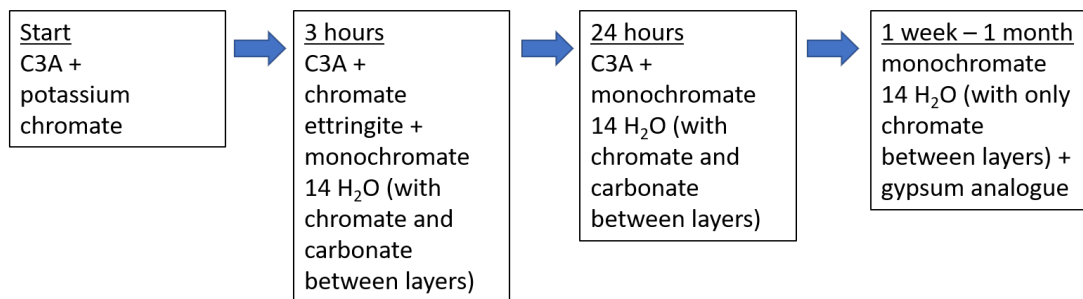 Start
C3A +
potassium
chromate
3 hours
C3A +
chromate
ettringite +
monochromate
14 H₂O (with
chromate and
carbonate
between layers)
24 hours
C3A +
monochromate
14 H₂O (with
chromate and
carbonate
between layers)
1 week – 1 month
monochromate
14 H₂O (with only
chromate
between layers) +
gypsum analogue